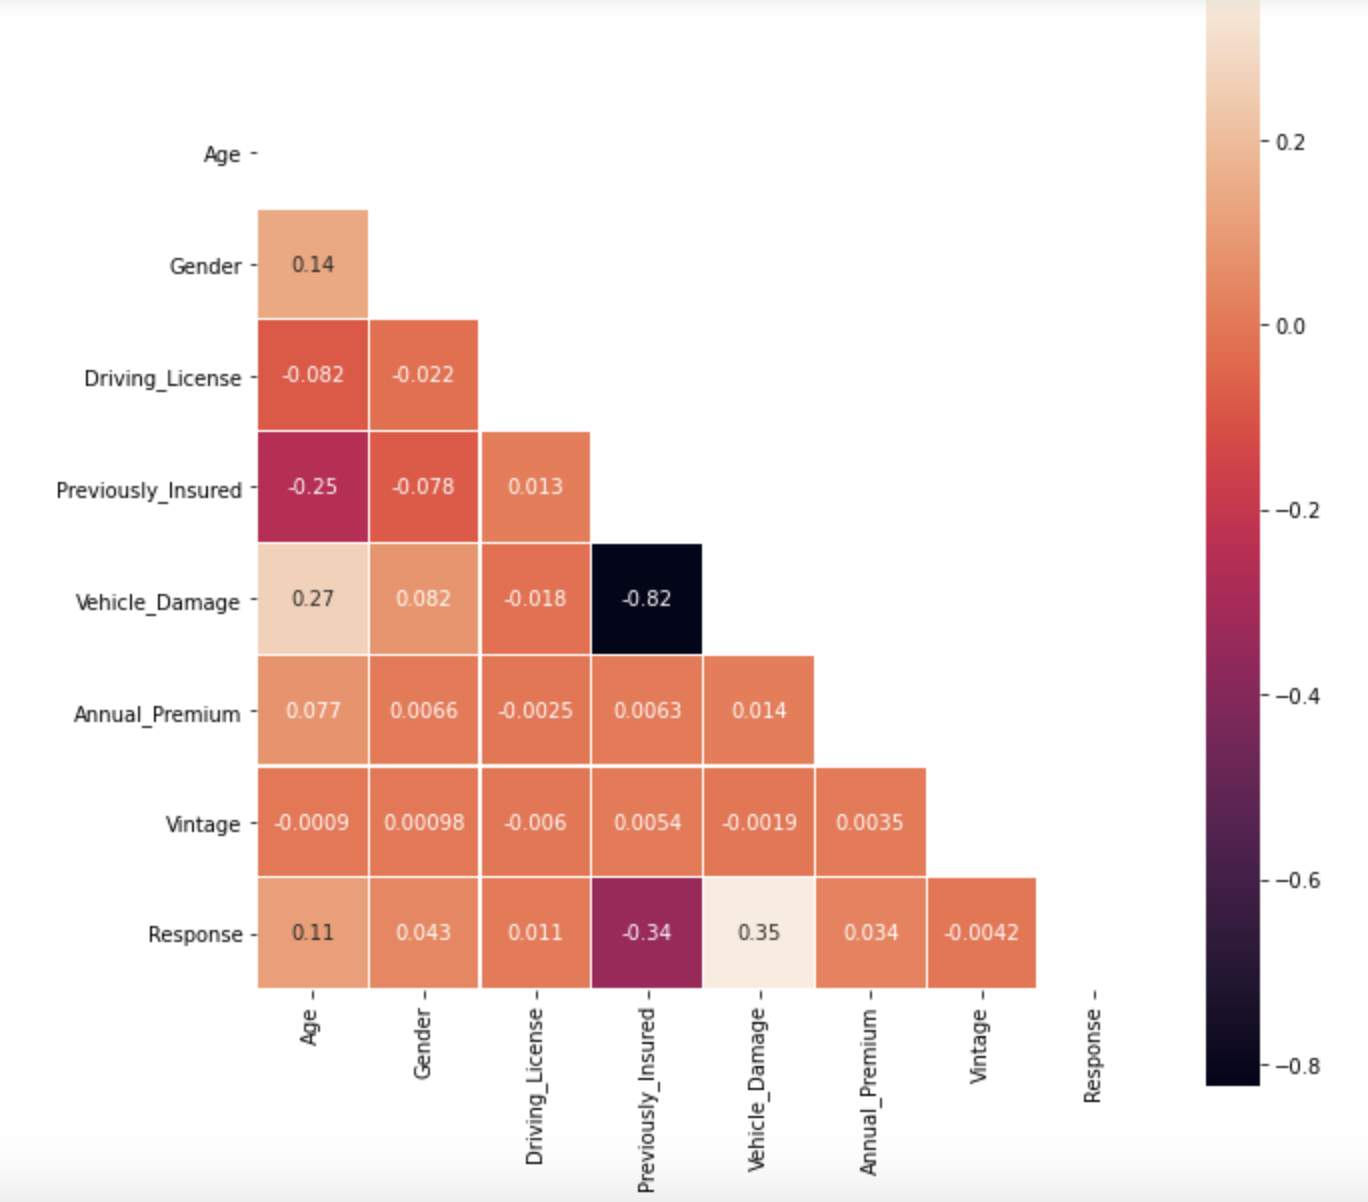 Age
Gender 0.14
Driving_License -0.082 -0.022
Previously_Insured -0.25 -0.078 0.013
Vehicle_Damage 0.27 0.082 -0.018 -0.82
Annual_Premium 0.077 0.0066 -0.0025 0.0063 0.014
Vintage -0.0009 0.00098 -0.006 0.0054 -0.0019 0.0035
Response 0.11 0.043 0.011 -0.34 0.35 0.034 -0.0042
Age
Gender
Driving_License
Previously_Insured
Vehicle_Damage
Annual_Premium
Vintage
Response
0.2
0.0
−0.2
−0.4
−0.6
−0.8